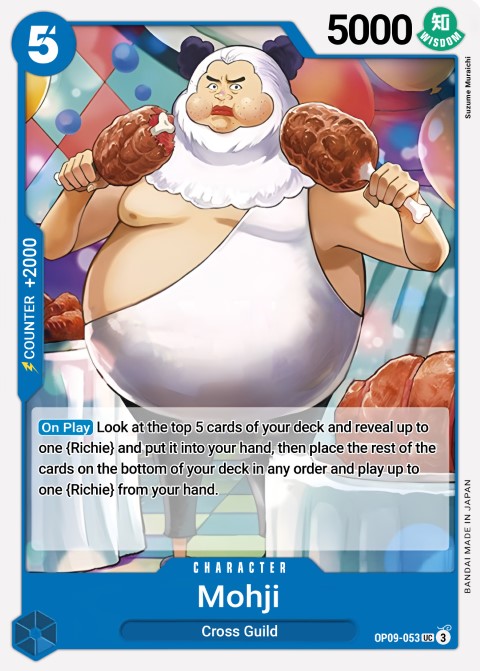 5
5000
知
WISDOM
Suzume Muraichi
COUNTER +2000
On Play Look at the top 5 cards of your deck and reveal up to
one {Richie} and put it into your hand, then place the rest of the
cards on the bottom of your deck in any order and play up to
one {Richie} from your hand.
BANDAI MADE IN JAPAN
CHARACTER
Mohji
Cross Guild
OP09-053 UC 3